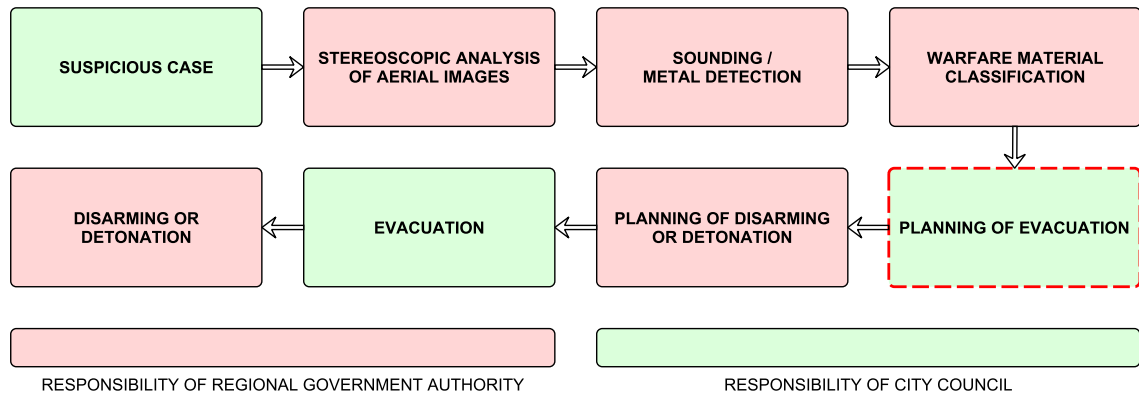 SUSPICIOUS CASE
STEREOSCOPIC ANALYSIS
OF AERIAL IMAGES
SOUNDING /
METAL DETECTION
WARFARE MATERIAL
CLASSIFICATION
DISARMING OR
DETONATION
EVACUATION
PLANNING OF DISARMING
OR DETONATION
PLANNING OF EVACUATION
RESPONSIBILITY OF REGIONAL GOVERNMENT AUTHORITY
RESPONSIBILITY OF CITY COUNCIL